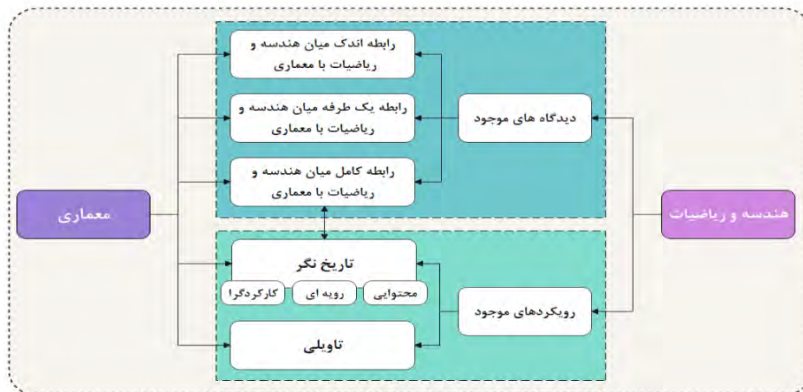 هندسه و ریاضیات
دیدگاه های موجود
رابطه اندک میان هندسه و
ریاضیات با معماری
رابطه یک طرفه میان هندسه و
ریاضیات با معماری
رابطه کامل میان هندسه و
ریاضیات با معماری
رویکردهای موجود
تاریخ نگر
محتوایی
رویه ای
کارکردگرا
تاویلی
معماری